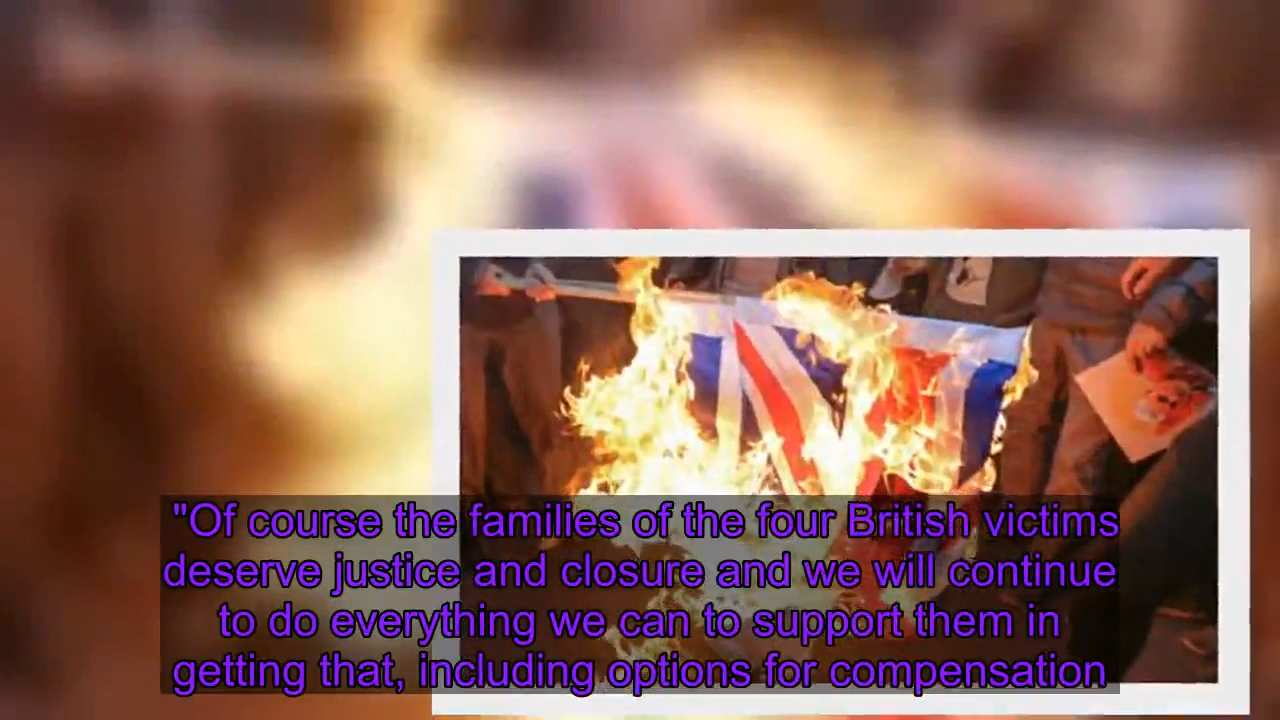 "Of course the families of the four British victims
deserve justice and closure and we will continue
to do everything we can to support them in
getting that, including options for compensation